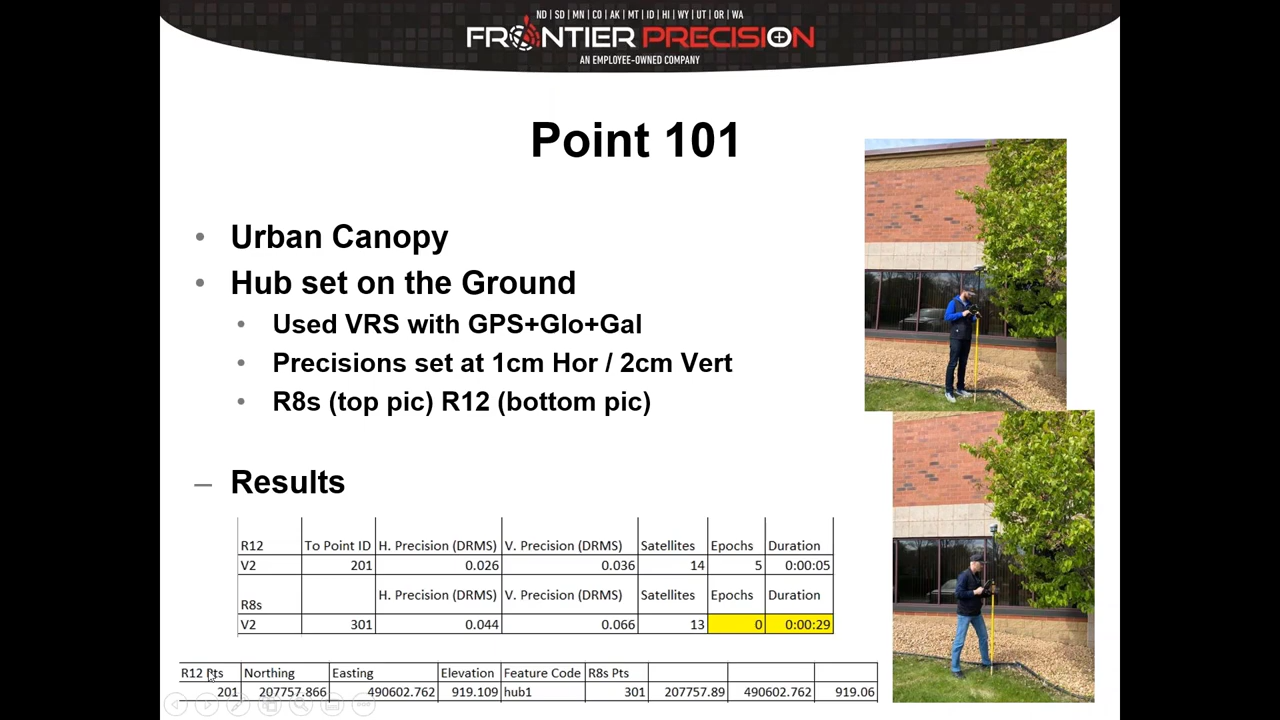 ND | SD | MN | CO | AK | MT | ID | HI | WY | UT | OR | WA
FRONTIER PRECISION
AN EMPLOYEE-OWNED COMPANY
Point 101
• Urban Canopy
• Hub set on the Ground
• Used VRS with GPS+Glo+Gal
• Precisions set at 1cm Hor / 2cm Vert
• R8s (top pic) R12 (bottom pic)
– Results
R12 To Point ID H. Precision (DRMS) V. Precision (DRMS) Satellites Epochs Duration
V2 201 0.026 0.036 14 5 0:00:05
R8s H. Precision (DRMS) V. Precision (DRMS) Satellites Epochs Duration
V2 301 0.044 0.066 13 0 0:00:29
R12 Pts Northing Easting Elevation Feature Code R8s Pts
201 207757.866 490602.762 919.109 hub1 301 207757.89 490602.762 919.06